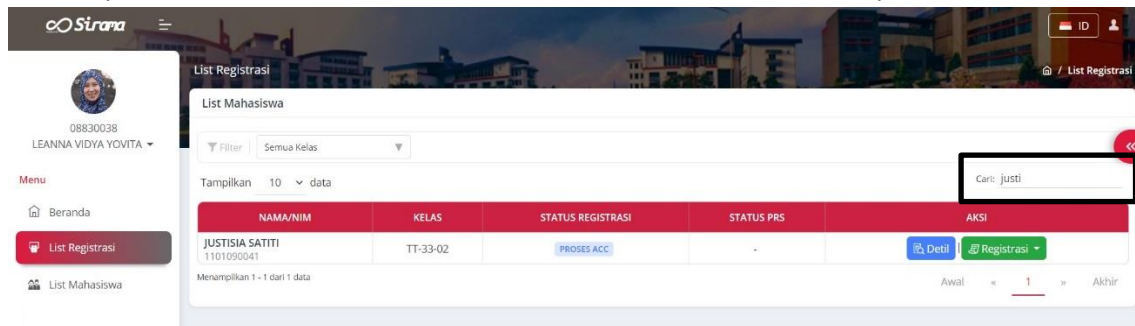 Sirama
ID
List Registrasi
/ List Registrasi
08830038
LEANNA VIDYA YOVITA
Menu
Beranda
List Registrasi
List Mahasiswa
List Mahasiswa
Filter Semua Kelas
Tampilkan 10 data
Cari: justi
NAMA/NIM KELAS STATUS REGISTRASI STATUS PRS AKSI
JUSTISIA SATITI TT-33-02 PROSES ACC - Detil | Registrasi
1101090041
Menampilkan 1 - 1 dari 1 data
Awal « 1 » Akhir